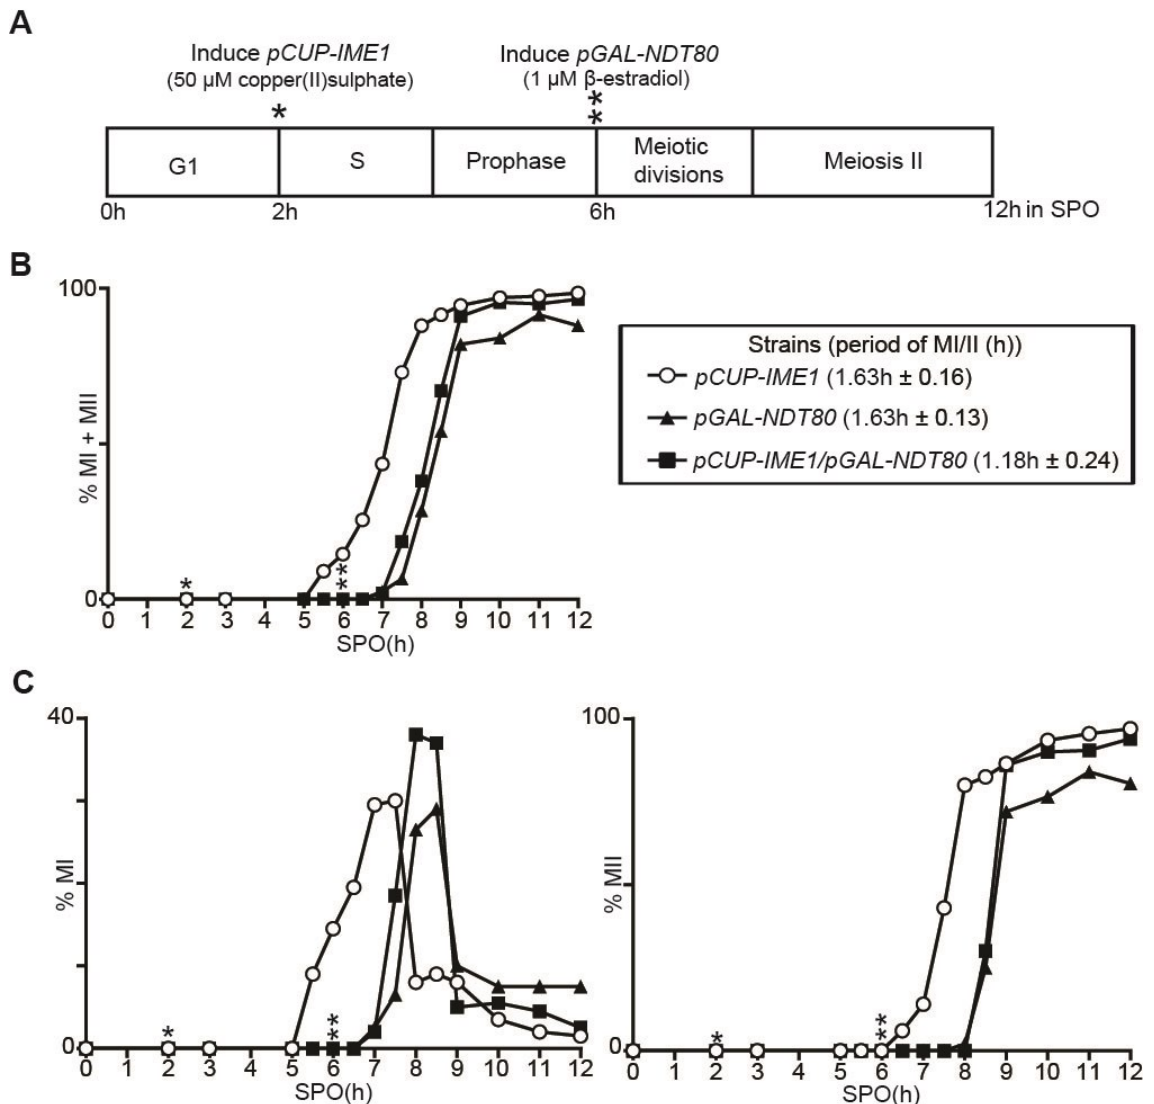 A
Induce pCUP-IME1
(50 µM copper(II)sulphate)
*
Induce pGAL-NDT80
(1 µM β-estradiol)
**
G1
S
Prophase
Meiotic
divisions
Meiosis II
0h
2h
6h
12h in SPO
B
100
0
% MI + MII
*
**
0 1 2 3 4 5 6 7 8 9 10 11 12
SPO(h)
Strains (period of MI/II (h))
pCUP-IME1 (1.63h ± 0.16)
pGAL-NDT80 (1.63h ± 0.13)
pCUP-IME1/pGAL-NDT80 (1.18h ± 0.24)
C
40
0
% MI
*
**
0 1 2 3 4 5 6 7 8 9 10 11 12
SPO(h)
100
0
% MII
*
**
0 1 2 3 4 5 6 7 8 9 10 11 12
SPO(h)